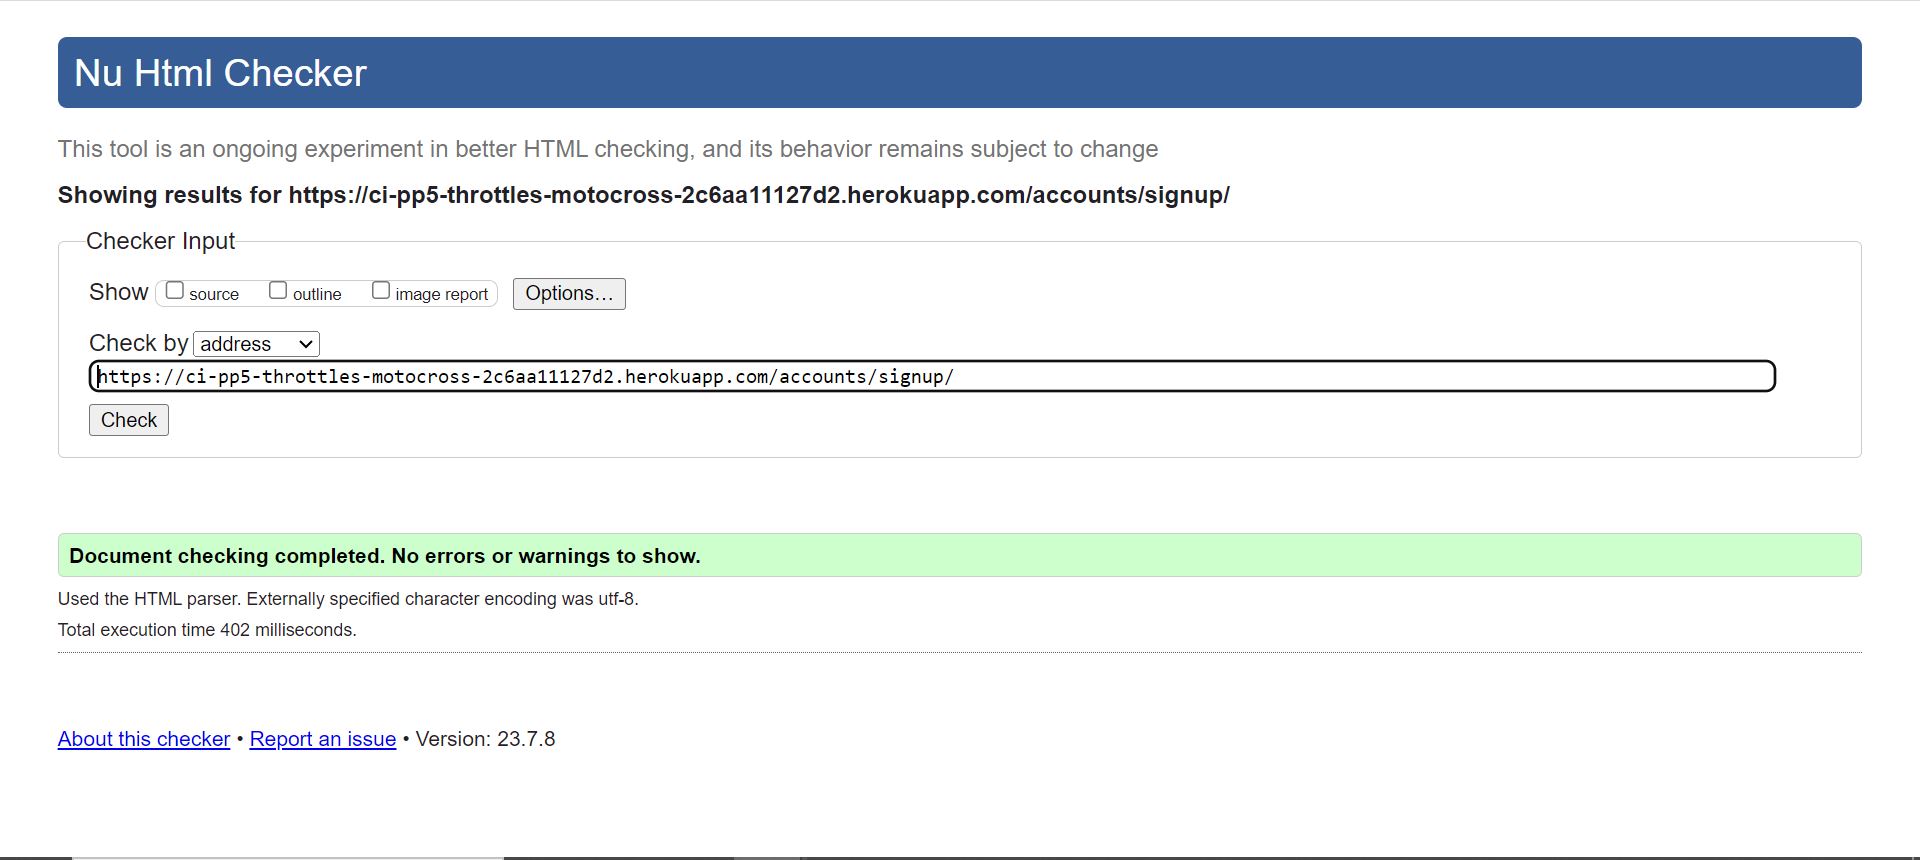 Nu Html Checker
This tool is an ongoing experiment in better HTML checking, and its behavior remains subject to change
Showing results for https://ci-pp5-throttles-motocross-2c6aa11127d2.herokuapp.com/accounts/signup/
Checker Input
Show source outline image report Options...
Check by address
https://ci-pp5-throttles-motocross-2c6aa11127d2.herokuapp.com/accounts/signup/
Check
Document checking completed. No errors or warnings to show.
Used the HTML parser. Externally specified character encoding was utf-8.
Total execution time 402 milliseconds.
About this checker • Report an issue • Version: 23.7.8